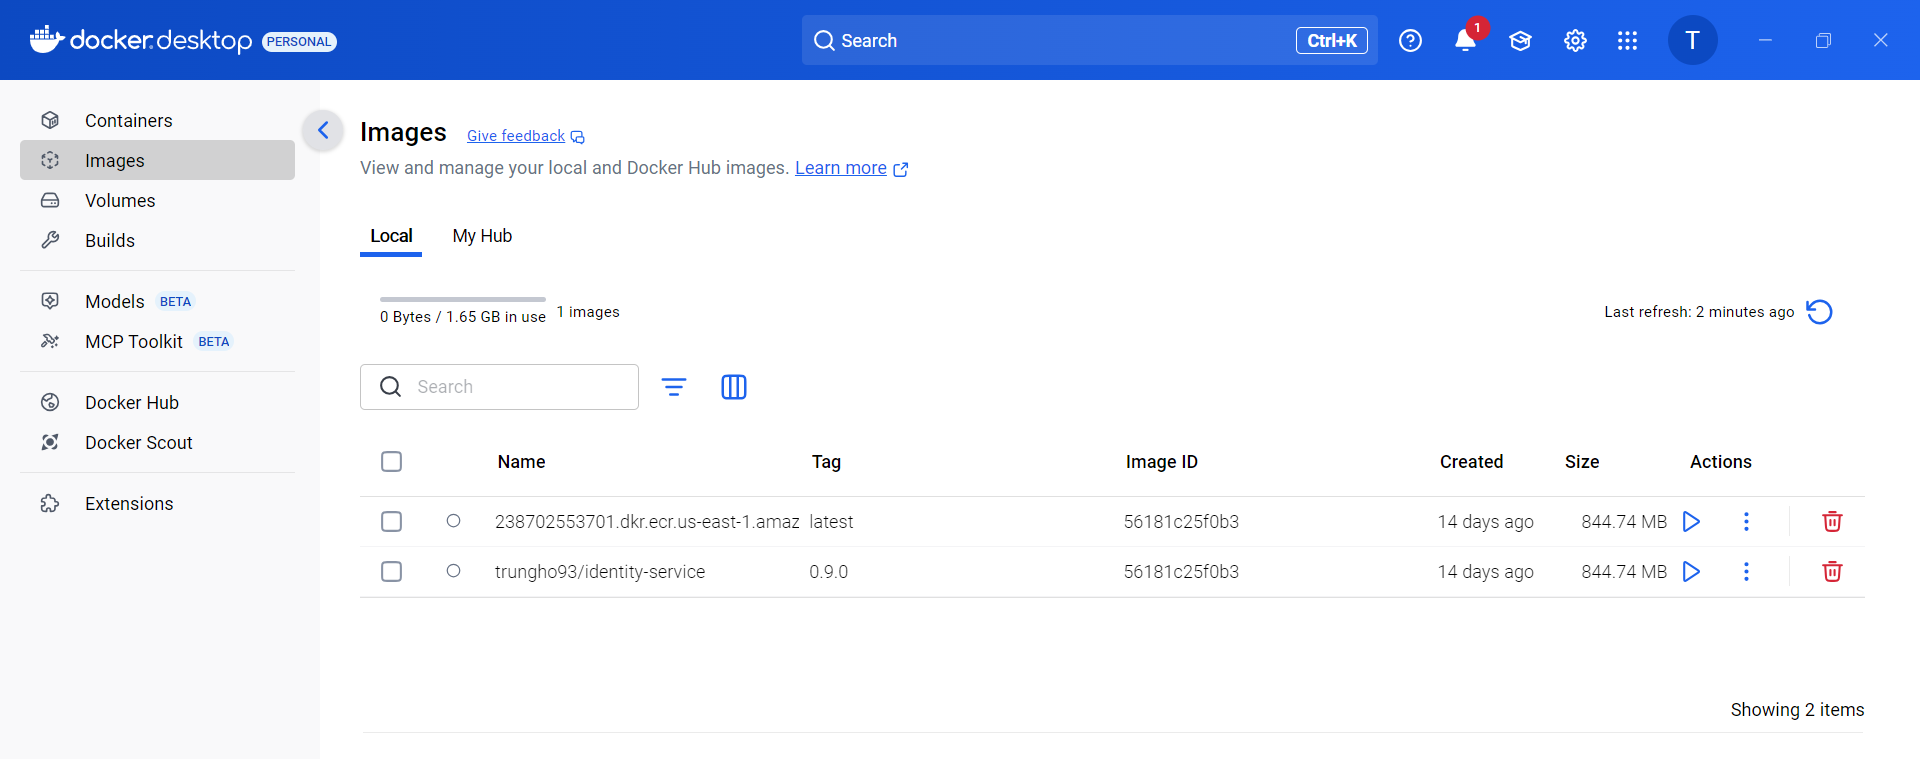 docker.desktop PERSONAL
Search Ctrl+K 1 T
Containers
Images
Volumes
Builds
Models BETA
MCP Toolkit BETA
Docker Hub
Docker Scout
Extensions
Images Give feedback
View and manage your local and Docker Hub images. Learn more
Local My Hub
0 Bytes / 1.65 GB in use 1 images Last refresh: 2 minutes ago
Search
Name Tag Image ID Created Size Actions
238702553701.dkr.ecr.us-east-1.amaz latest 56181c25f0b3 14 days ago 844.74 MB
trungho93/identity-service 0.9.0 56181c25f0b3 14 days ago 844.74 MB
Showing 2 items